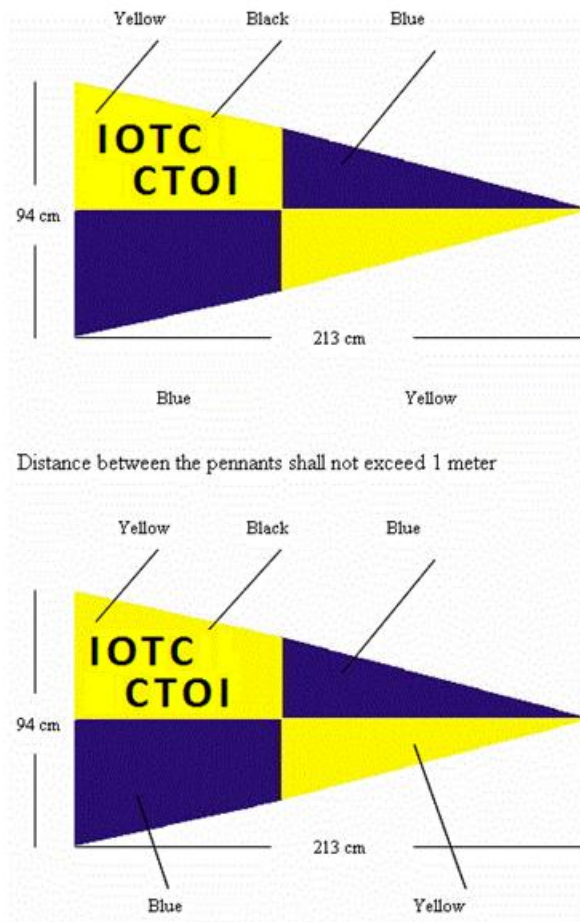 Yellow Black Blue
IOTC
CTOI
94 cm
213 cm
Blue Yellow
Distance between the pennants shall not exceed 1 meter
Yellow Black Blue
IOTC
CTOI
94 cm
213 cm
Blue Yellow